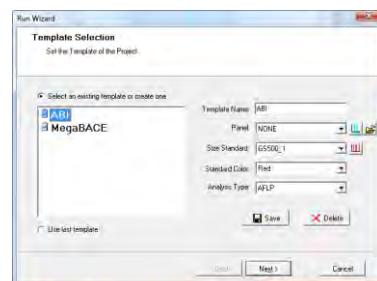 Run Wizard
Template Selection
Set the Template of the Project
Select an existing template or create one
ABI
MegaBACE
Template Name: ABI
Panel: NONE
Size Standard: GS500_1
Standard Color: Red
Analysis Type: AFLP
Save
Delete
Use last template
Next >
Cancel